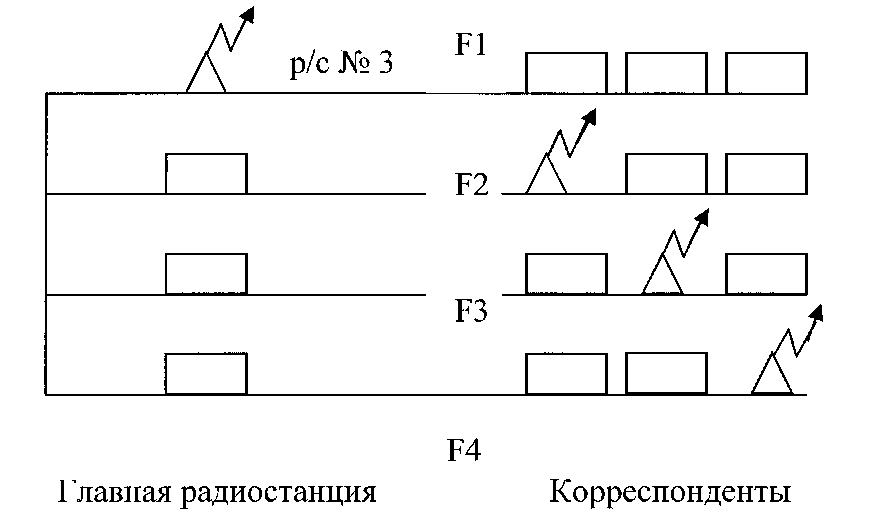 F1
р/с № 3
F2
F3
F4
Главная радиостанция
Корреспонденты